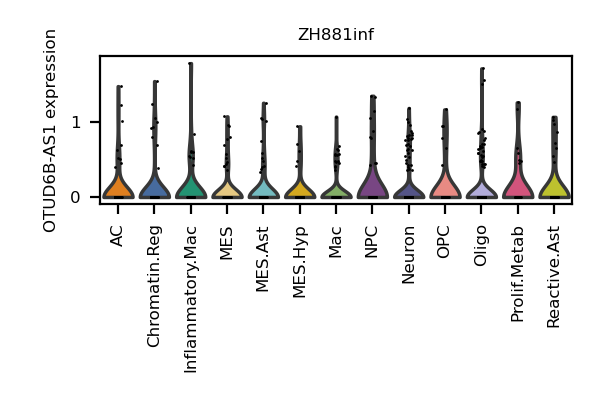 ZH881inf
OTUD6B-AS1 expression
1
0
AC
Chromatin.Reg
Inflammatory.Mac
MES
MES.Ast
MES.Hyp
Mac
NPC
Neuron
OPC
Oligo
Prolif.Metab
Reactive.Ast